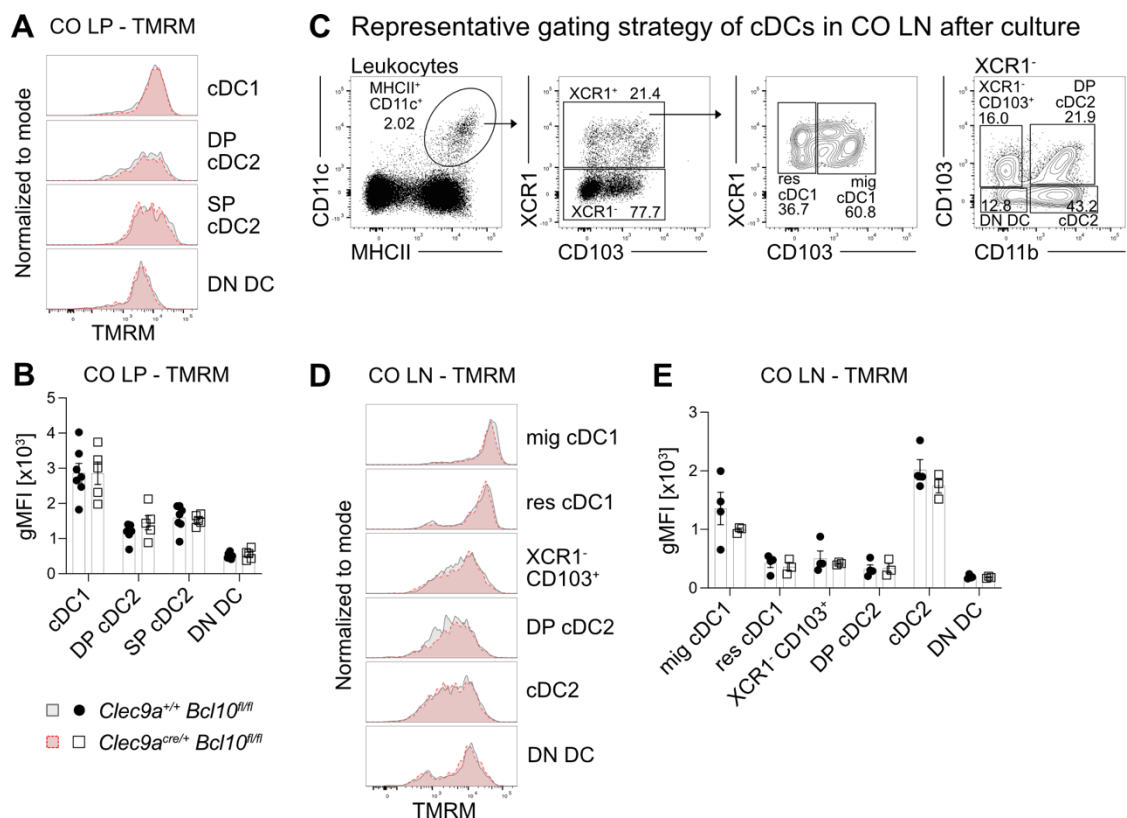 A CO LP - TMRM
Normalized to mode
cDC1
DP
cDC2
SP
cDC2
DN DC
TMRM
C Representative gating strategy of cDCs in CO LN after culture
Leukocytes
MHCII⁺
CD11c⁺
2.02
CD11c
MHCII
XCR1⁺ 21.4
XCR1⁻ 77.7
XCR1
CD103
res
cDC1
36.7
mig
cDC1
60.8
XCR1
CD103
XCR1⁻
XCR1⁻
CD103⁺
16.0
DP
cDC2
21.9
12.8
DN DC
43.2
cDC2
CD103
CD11b
B CO LP - TMRM
gMFI [x10³]
5
4
3
2
1
0
cDC1
DP cDC2
SP cDC2
DN DC
Clec9a⁺/⁺ Bcl10ᶠˡ/ᶠˡ
Clec9aᶜʳᵉ/⁺ Bcl10ᶠˡ/ᶠˡ
D CO LN - TMRM
Normalized to mode
mig cDC1
res cDC1
XCR1⁻
CD103⁺
DP cDC2
cDC2
DN DC
TMRM
E CO LN - TMRM
gMFI [x10³]
3
2
1
0
mig cDC1
res cDC1
XCR1⁻ CD103⁺
DP cDC2
cDC2
DN DC